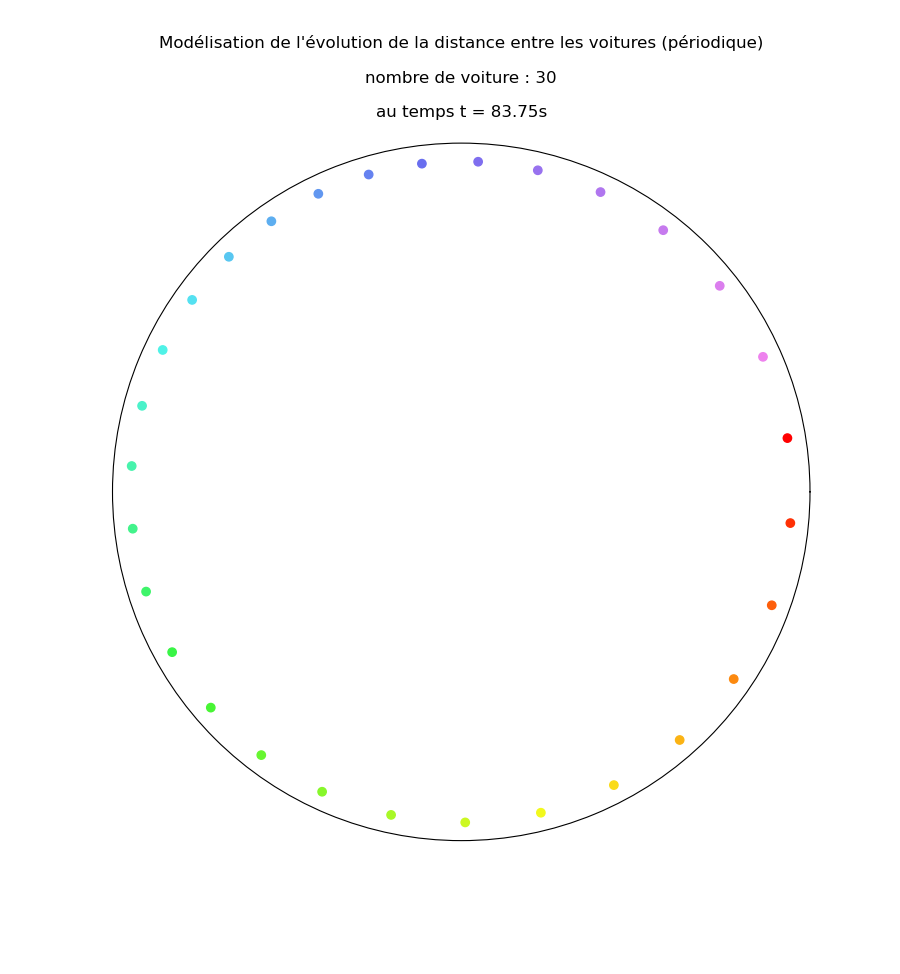 Modélisation de l'évolution de la distance entre les voitures (périodique)
nombre de voiture : 30
au temps t = 83.75s